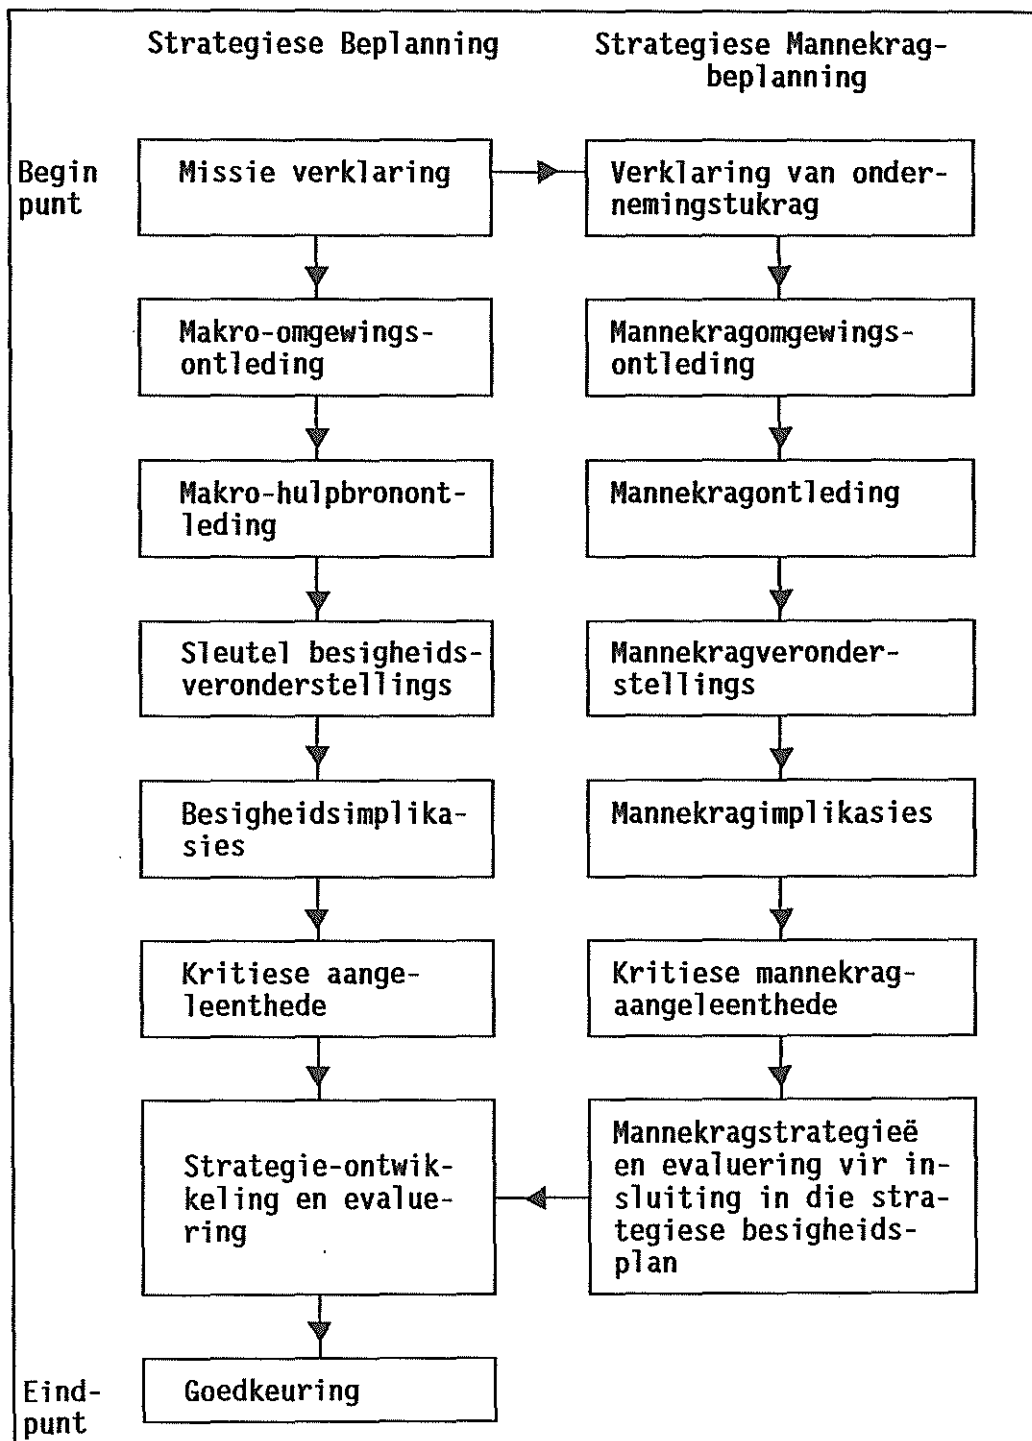 Strategiese Beplanning
Strategiese Mannekrag-
beplanning
Begin
punt
Missie verklaring
Verklaring van onder-
nemingstukrag
Makro-omgewings-
ontleding
Mannekragomgewings-
ontleding
Makro-hulpbronont-
leding
Mannekragontleding
Sleutel besigheids-
veronderstellings
Mannekragveronder-
stellings
Besigheidsimplika-
sies
Mannekragimplikasies
Kritiese aange-
leenthede
Kritiese mannekrag-
aangeleenthede
Strategie-ontwik-
keling en evalue-
ring
Mannekragstrategieë
en evaluering vir in-
sluiting in die stra-
tegiese besigheids-
plan
Eind-
punt
Goedkeuring